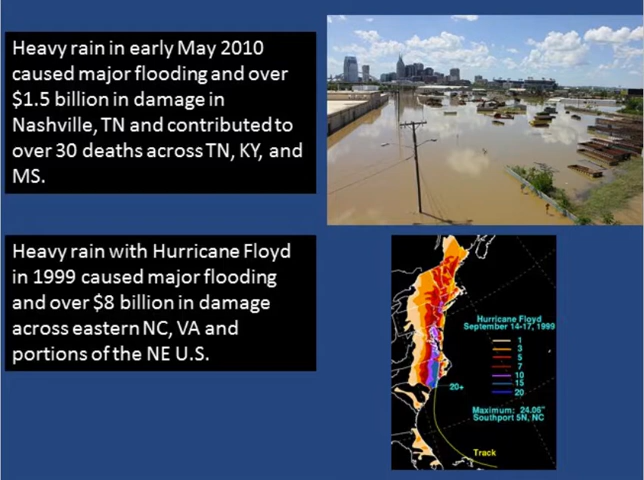 Heavy rain in early May 2010
caused major flooding and over
$1.5 billion in damage in
Nashville, TN and contributed to
over 30 deaths across TN, KY, and
MS.
Heavy rain with Hurricane Floyd
in 1999 caused major flooding
and over $8 billion in damage
across eastern NC, VA and
portions of the NE U.S.
Hurricane Floyd
September 14-17, 1999
1
3
5
7
10
15
20
20+
Maximum: 24.06"
Southport 5N, NC
Track